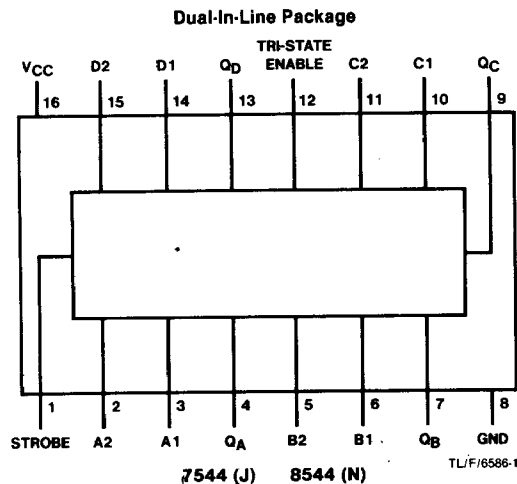 Dual-In-Line Package
TRI-STATE
VCC D2 D1 QD ENABLE C2 C1 QC
16 15 14 13 12 11 10 9
1 2 3 4 5 6 7 8
STROBE A2 A1 QA B2 B1 QB GND
TL/F/6586-1
7544 (J) 8544 (N)